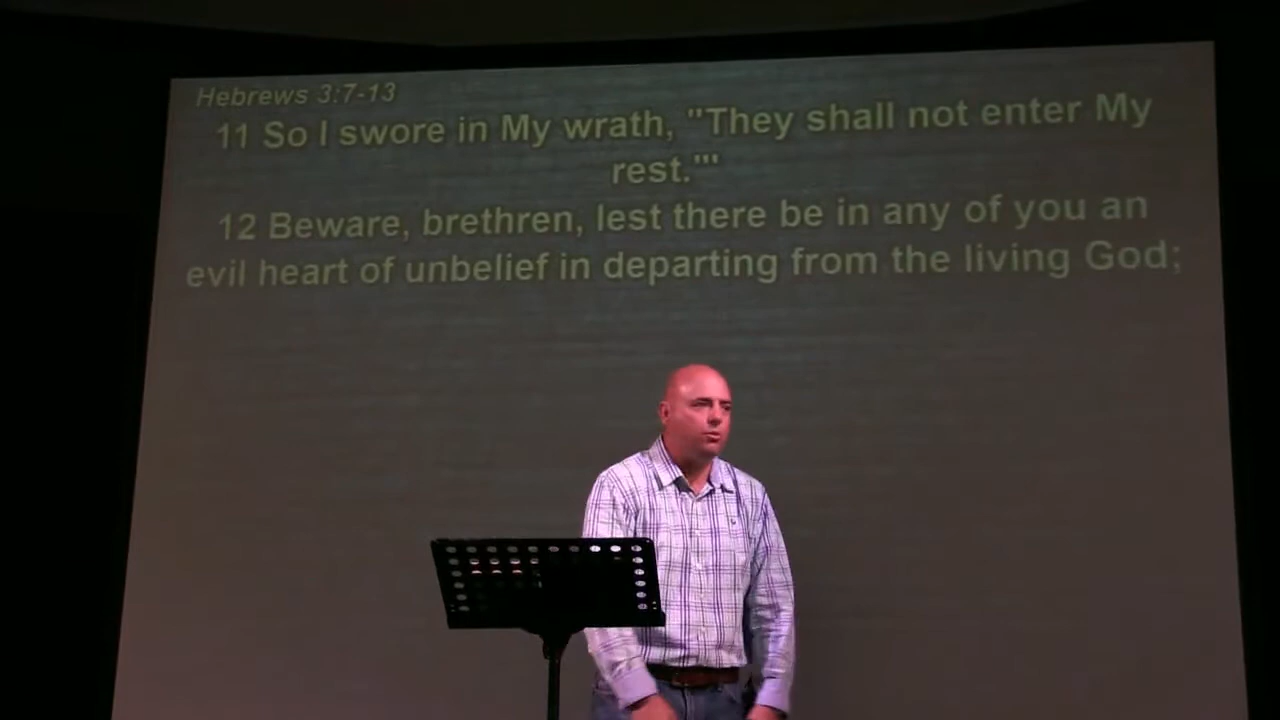 Hebrews 3:7-13
11 So I swore in My wrath, "They shall not enter My
rest."'
12 Beware, brethren, lest there be in any of you an
evil heart of unbelief in departing from the living God;